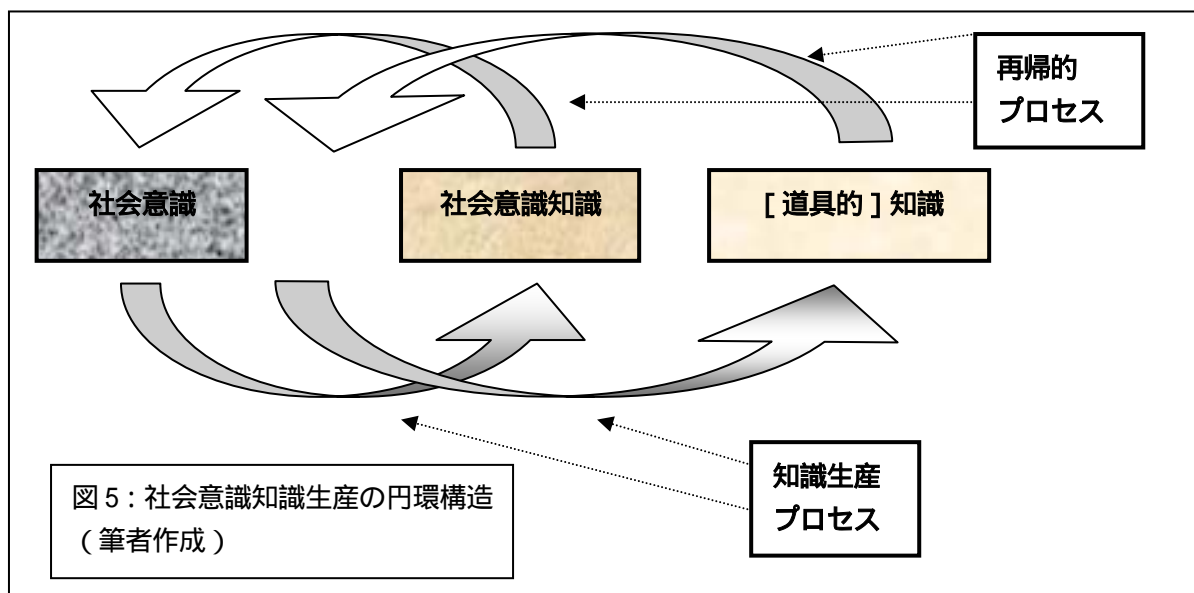 再帰的
プロセス
社会意識
社会意識知識
[ 道具的 ] 知識
知識生産
プロセス
図 5 : 社会意識知識生産の円環構造
( 筆者作成 )